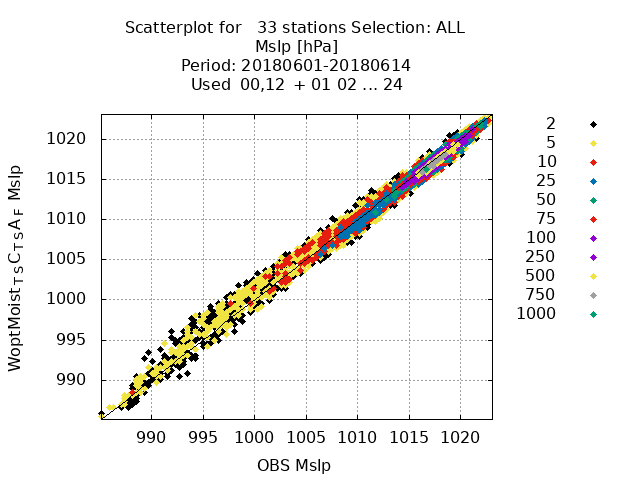 Scatterplot for 33 stations Selection: ALL
Mslp [hPa]
Period: 20180601-20180614
Used 00,12 + 01 02 ... 24
WoptMoist_TSC_TSA_F Mslp
1020
1015
1010
1005
1000
995
990
990 995 1000 1005 1010 1015 1020
OBS Mslp
2
5
10
25
50
75
100
250
500
750
1000